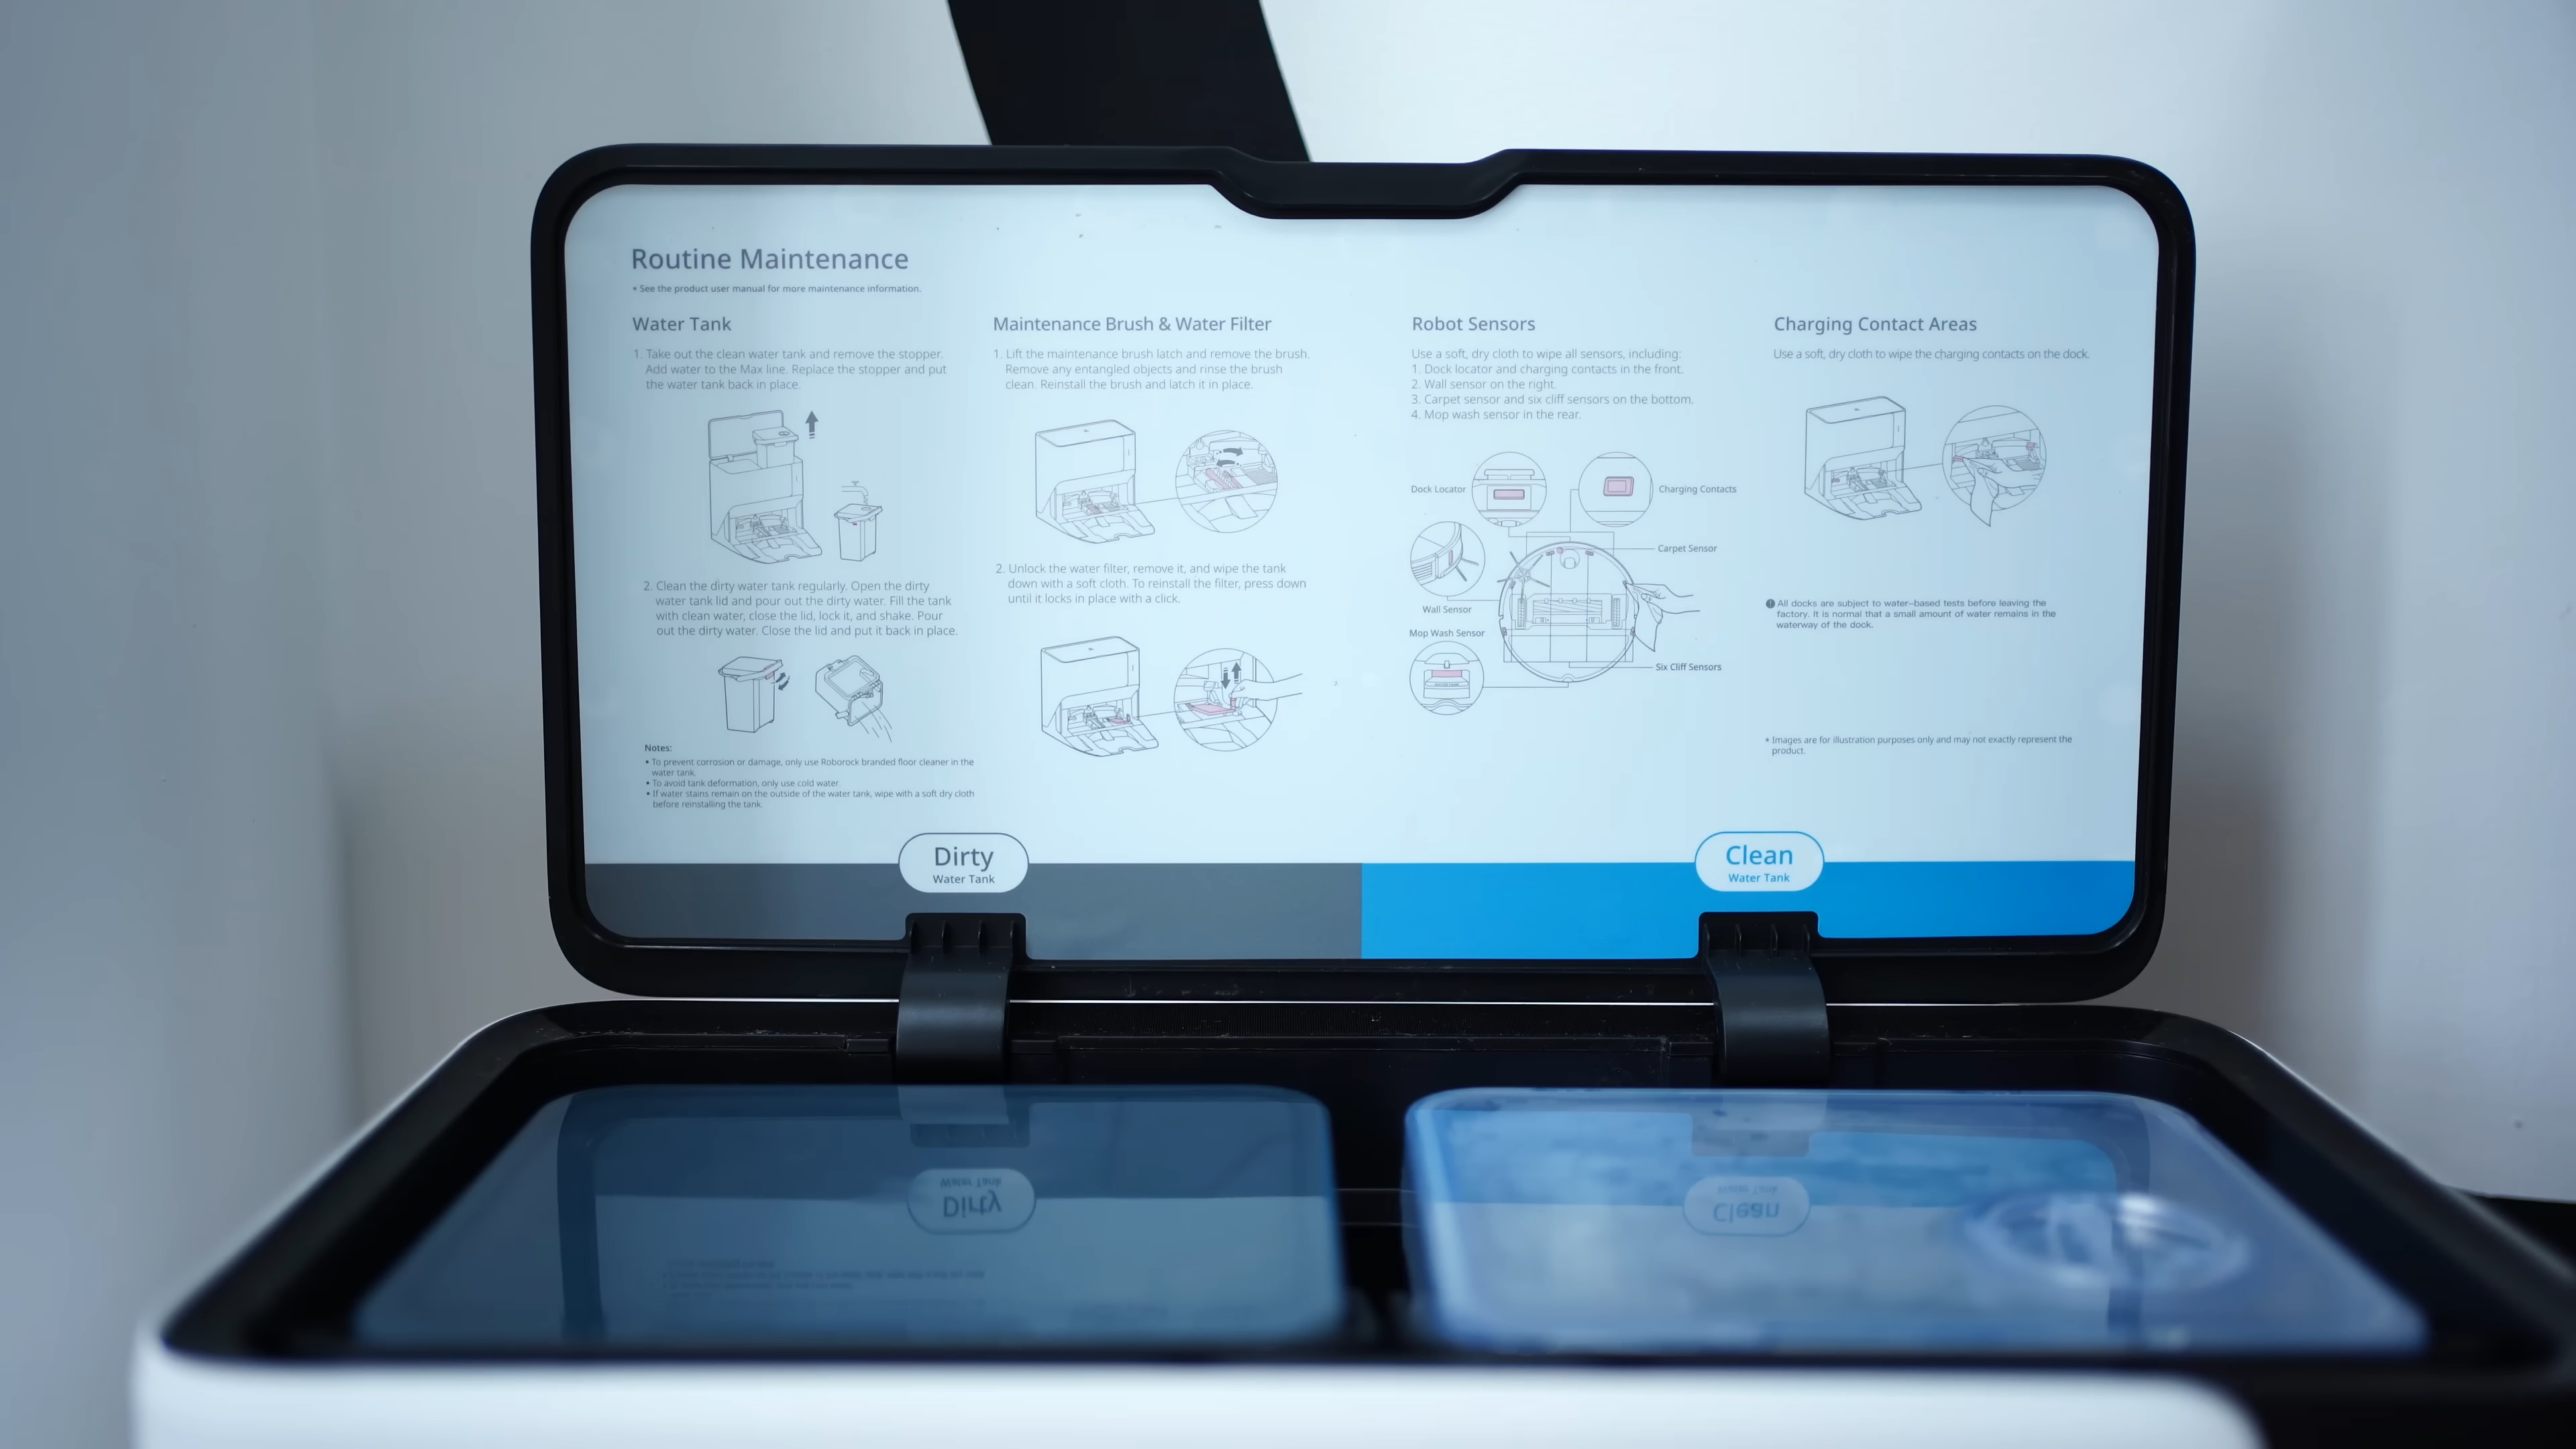 Routine Maintenance
* See the product user manual for more maintenance information.
Water Tank
1. Take out the clean water tank and remove the stopper.
Add water to the Max line. Replace the stopper and put
the water tank back in place.
2. Clean the dirty water tank regularly. Open the dirty
water tank lid and pour out the dirty water. Fill the tank
with clean water, close the lid, lock it, and shake. Pour
out the dirty water. Close the lid and put it back in place.
Notes:
• To prevent corrosion or damage, only use Roborock branded floor cleaner in the
water tank.
• To avoid tank deformation, only use cold water.
• If water stains remain on the outside of the water tank, wipe with a soft dry cloth
before reinstalling the tank.
Maintenance Brush & Water Filter
1. Lift the maintenance brush latch and remove the brush.
Remove any entangled objects and rinse the brush
clean. Reinstall the brush and latch it in place.
2. Unlock the water filter, remove it, and wipe the tank
down with a soft cloth. To reinstall the filter, press down
until it locks in place with a click.
Robot Sensors
Use a soft, dry cloth to wipe all sensors, including:
1. Dock locator and charging contacts in the front.
2. Wall sensor on the right.
3. Carpet sensor and six cliff sensors on the bottom.
4. Mop wash sensor in the rear.
Dock Locator
Charging Contacts
Carpet Sensor
Wall Sensor
Mop Wash Sensor
Six Cliff Sensors
Charging Contact Areas
Use a soft, dry cloth to wipe the charging contacts on the dock.
All docks are subject to water-based tests before leaving the
factory. It is normal that a small amount of water remains in the
waterway of the dock.
* Images are for illustration purposes only and may not exactly represent the
product.
Dirty
Water Tank
Clean
Water Tank
Water Tank
Dirty
Water Tank
Clean